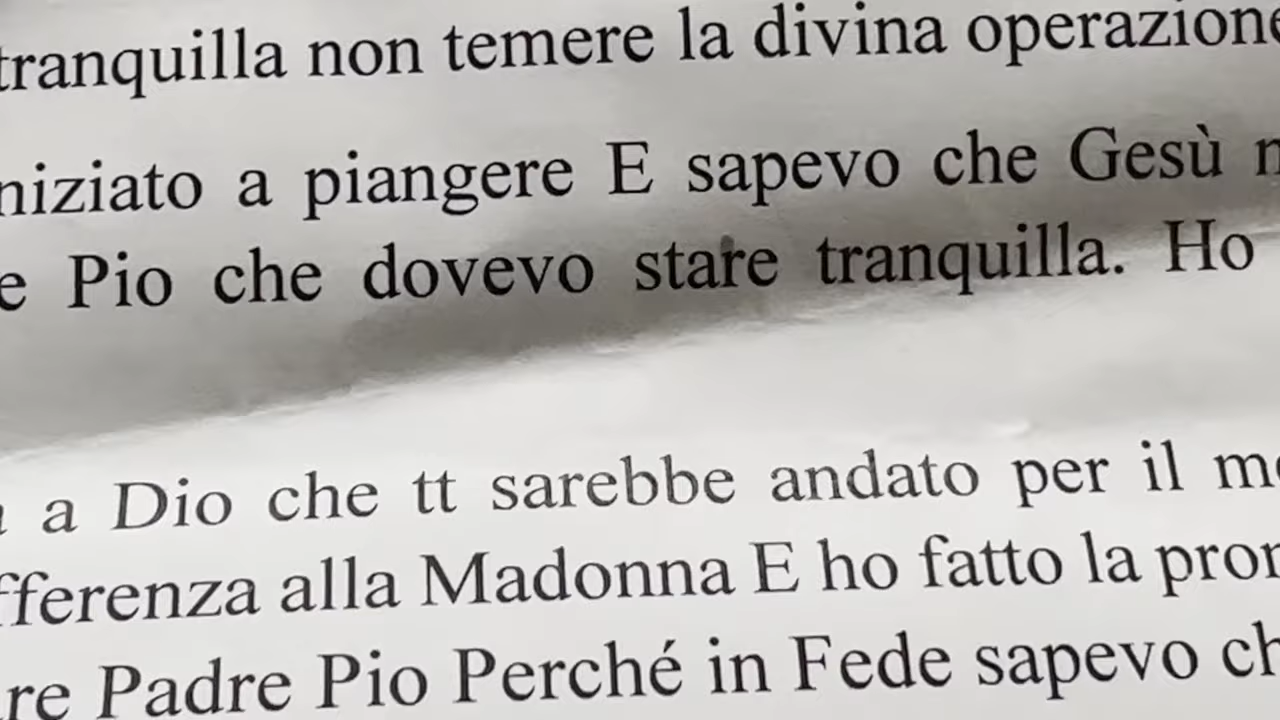 tranquilla non temere la divina operazione
niziato a piangere E sapevo che Gesù
e Pio che dovevo stare tranquilla. Ho
a Dio che tt sarebbe andato per il
fferenza alla Madonna E ho fatto la
re Padre Pio Perché in Fede sapevo